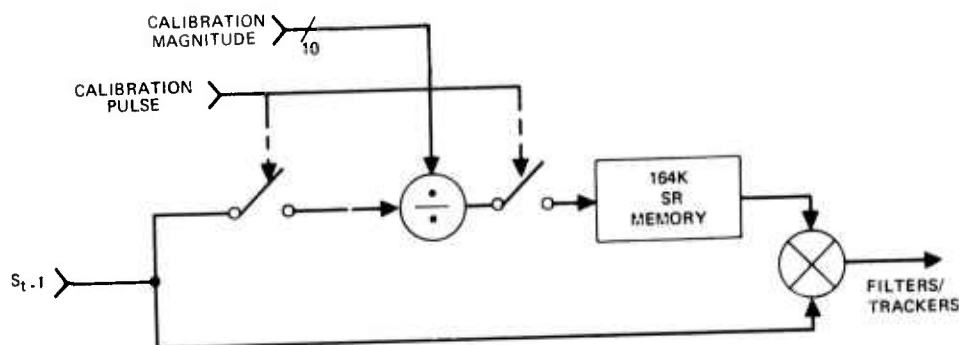 CALIBRATION
MAGNITUDE
10
CALIBRATION
PULSE
164K
SR
MEMORY
St-1
FILTERS/
TRACKERS